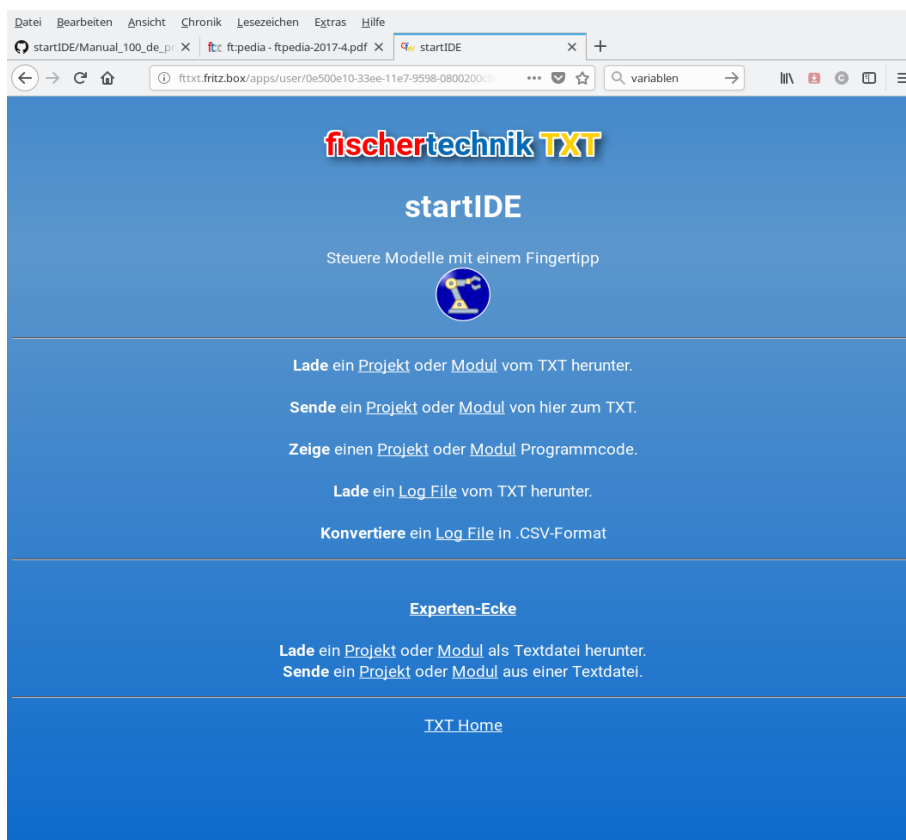 Datei Bearbeiten Ansicht Chronik Lesezeichen Extras Hilfe
startIDE/Manual_100_de_pr ftc ft:pedia - ftpedia-2017-4.pdf cfw startIDE
fttxt.fritz.box/apps/user/0e500e10-33ee-11e7-9598-0800200c9 variablen
fischertechnik TXT
startIDE
Steuere Modelle mit einem Fingertipp
Lade ein Projekt oder Modul vom TXT herunter.
Sende ein Projekt oder Modul von hier zum TXT.
Zeige einen Projekt oder Modul Programmcode.
Lade ein Log File vom TXT herunter.
Konvertiere ein Log File in .CSV-Format
Experten-Ecke
Lade ein Projekt oder Modul als Textdatei herunter.
Sende ein Projekt oder Modul aus einer Textdatei.
TXT Home